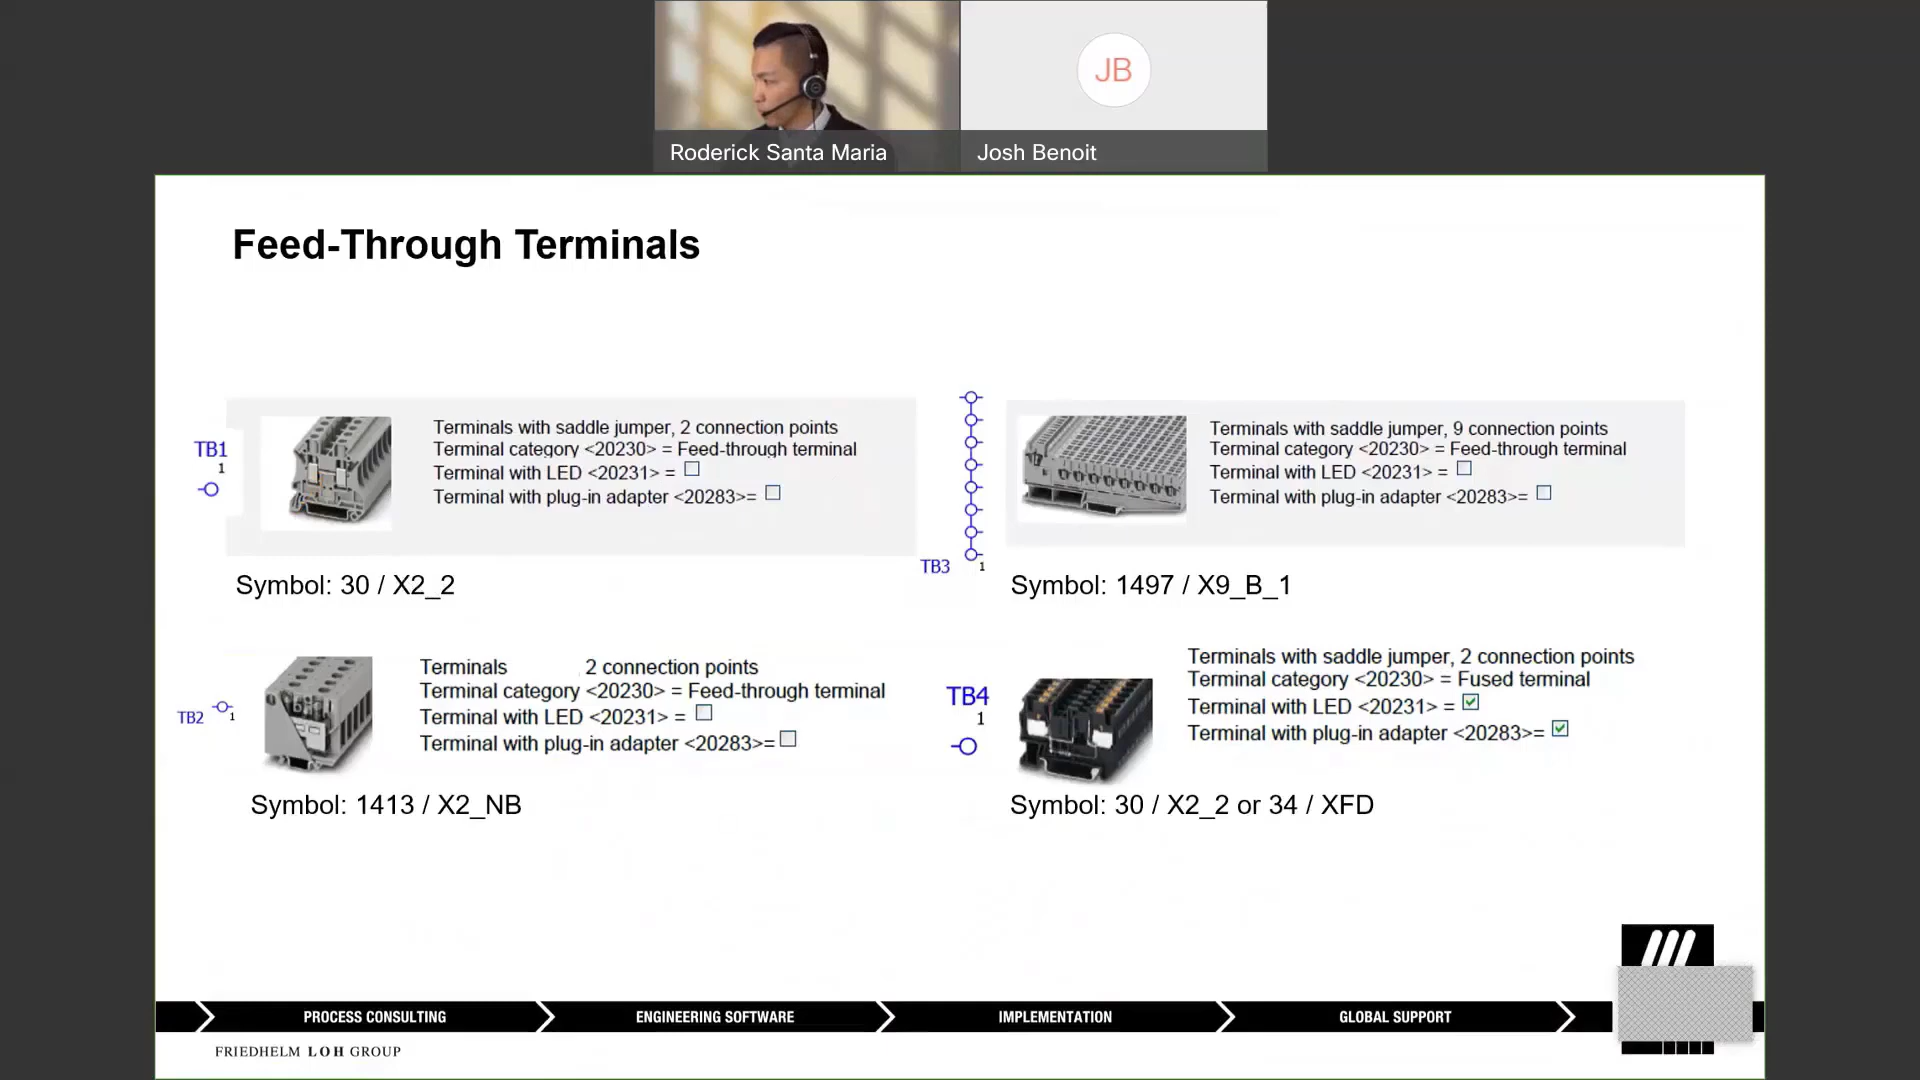 JB
Roderick Santa Maria
Josh Benoit
Feed-Through Terminals
TB1
1
Terminals with saddle jumper, 2 connection points
Terminal category <20230> = Feed-through terminal
Terminal with LED <20231> =
Terminal with plug-in adapter <20283>=
Symbol: 30 / X2_2
TB3
1
Terminals with saddle jumper, 9 connection points
Terminal category <20230> = Feed-through terminal
Terminal with LED <20231> =
Terminal with plug-in adapter <20283>=
Symbol: 1497 / X9_B_1
TB2
1
Terminals 2 connection points
Terminal category <20230> = Feed-through terminal
Terminal with LED <20231> =
Terminal with plug-in adapter <20283>=
Symbol: 1413 / X2_NB
TB4
1
Terminals with saddle jumper, 2 connection points
Terminal category <20230> = Fused terminal
Terminal with LED <20231> =
Terminal with plug-in adapter <20283>=
Symbol: 30 / X2_2 or 34 / XFD
PROCESS CONSULTING
ENGINEERING SOFTWARE
IMPLEMENTATION
GLOBAL SUPPORT
FRIEDHELM LOH GROUP